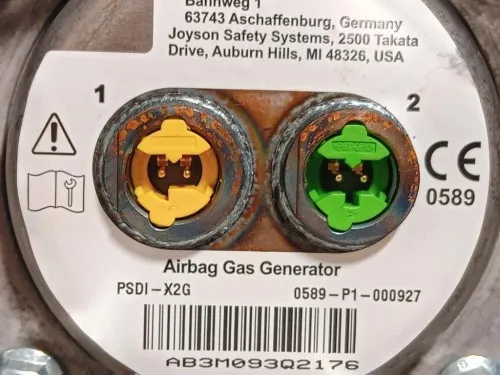 Bahnweg 1
63743 Aschaffenburg, Germany
Joyson Safety Systems, 2500 Takata
Drive, Auburn Hills, MI 48326, USA
1
2
CE
0589
Airbag Gas Generator
PSDI-X2G
0589-P1-000927
AB3M093Q2176